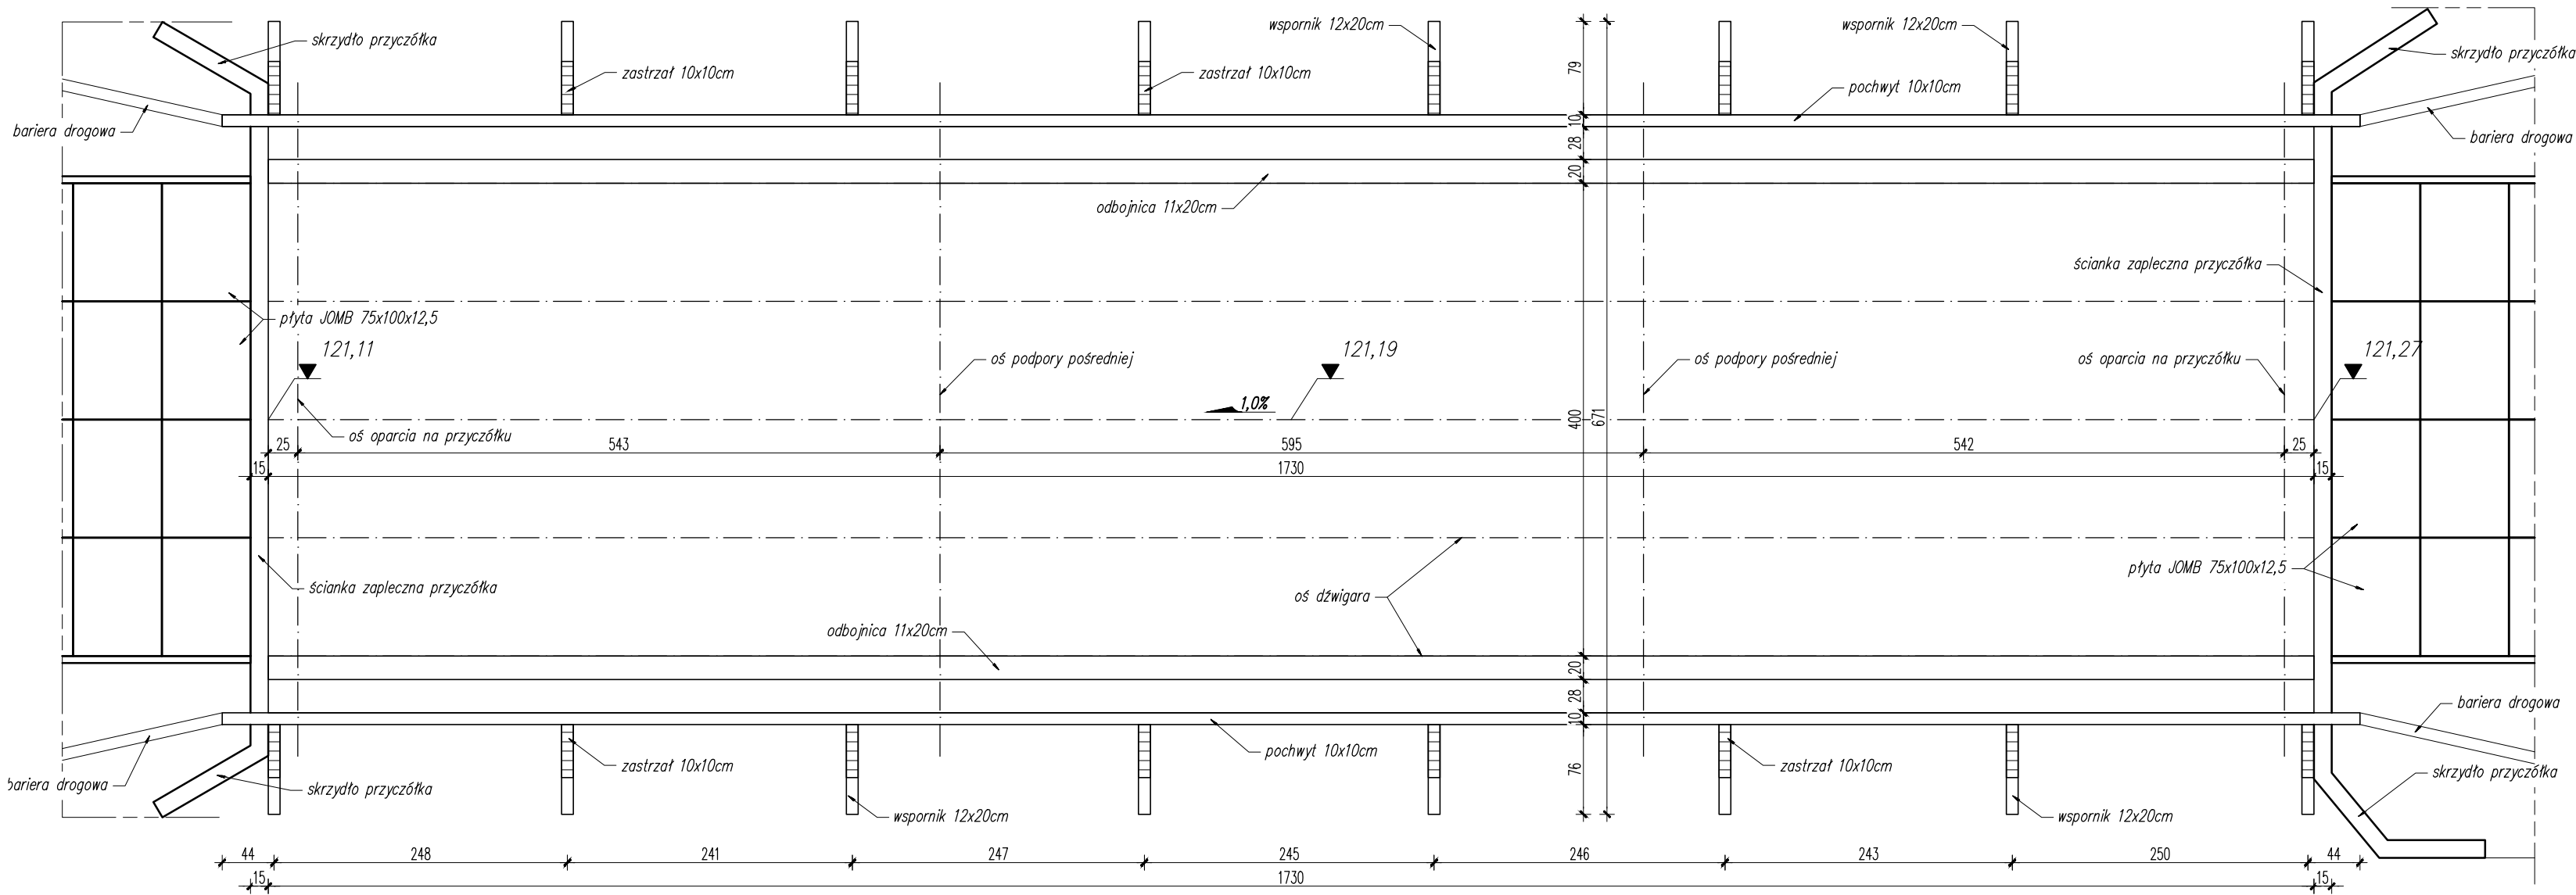 skrzydło przyczółka
wspornik 12x20cm
wspornik 12x20cm
skrzydło przyczółka
zastrzał 10x10cm
zastrzał 10x10cm
79
pochwyt 10x10cm
bariera drogowa
10
bariera drogowa
28
20
odbojnica 11x20cm
ścianka zapleczna przyczółka
płyta JOMB 75x100x12,5
121,11
121,19
121,27
oś podpory pośredniej
oś podpory pośredniej
oś oparcia na przyczółku
1,0%
400
671
oś oparcia na przyczółku
25
543
595
542
25
15
1730
15
ścianka zapleczna przyczółka
oś dźwigara
płyta JOMB 75x100x12,5
odbojnica 11x20cm
20
28
10
bariera drogowa
pochwyt 10x10cm
zastrzał 10x10cm
76
zastrzał 10x10cm
skrzydło przyczółka
bariera drogowa
skrzydło przyczółka
wspornik 12x20cm
wspornik 12x20cm
44
248
241
247
245
246
243
250
44
15
1730
15